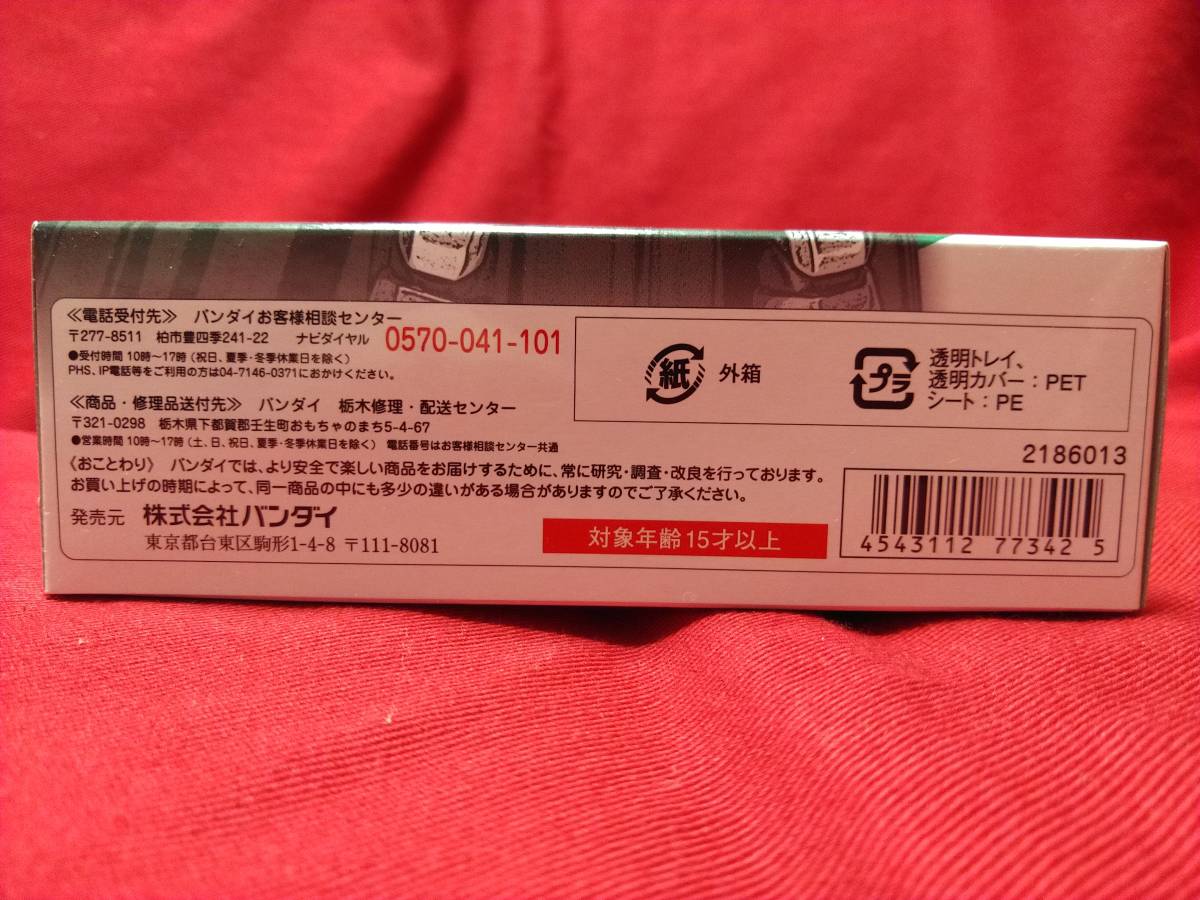 ≪電話受付先≫ バンダイお客様相談センター
〒277-8511 柏市豊四季241-22 ナビダイヤル 0570-041-101
●受付時間 10時〜17時（祝日、夏季・冬季休業日を除く）
PHS、IP電話等をご利用の方は04-7146-0371におかけください。
≪商品・修理品送付先≫ バンダイ 栃木修理・配送センター
〒321-0298 栃木県下都賀郡壬生町おもちゃのまち5-4-67
●営業時間 10時〜17時（土、日、祝日、夏季・冬季休業日を除く） 電話番号はお客様相談センター共通
〈おことわり〉 バンダイでは、より安全で楽しい商品をお届けするために、常に研究・調査・改良を行っております。
お買い上げの時期によって、同一商品の中にも多少の違いがある場合がありますのでご了承ください。
発売元 株式会社バンダイ
東京都台東区駒形1-4-8 〒111-8081
対象年齢15才以上
紙 外箱
プラ 透明トレイ、
透明カバー：PET
シート：PE
2186013
4543112 77342 5